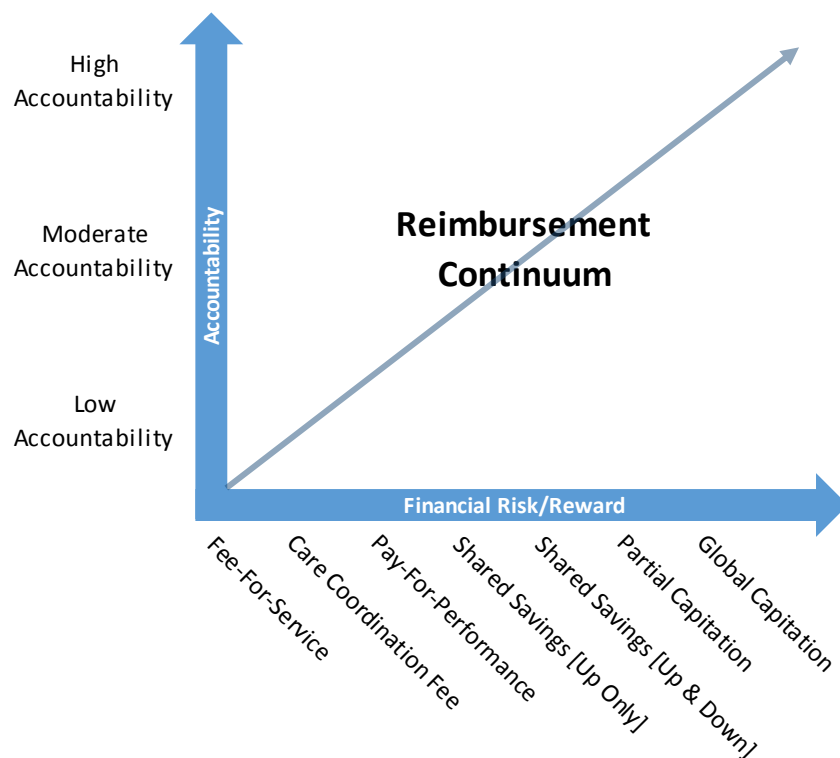 High
Accountability
Moderate
Accountability
Low
Accountability
Accountability
Reimbursement
Continuum
Financial Risk/Reward
Fee-For-Service
Care Coordination Fee
Pay-For-Performance
Shared Savings [Up Only]
Shared Savings [Up & Down]
Partial Capitation
Global Capitation